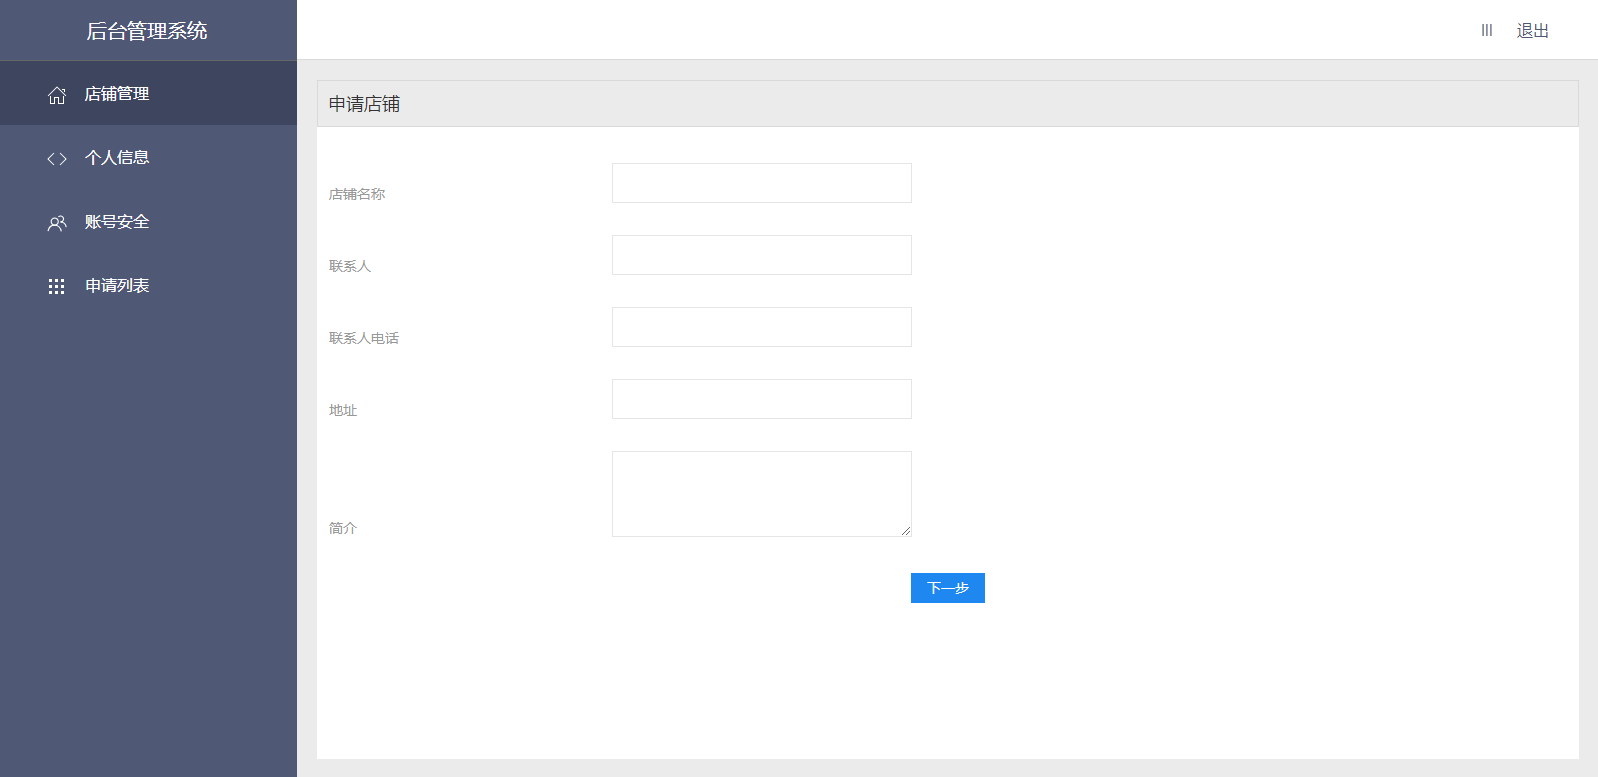 后台管理系统
店铺管理
个人信息
账号安全
申请列表
III 退出
申请店铺
店铺名称
联系人
联系人电话
地址
简介
下一步